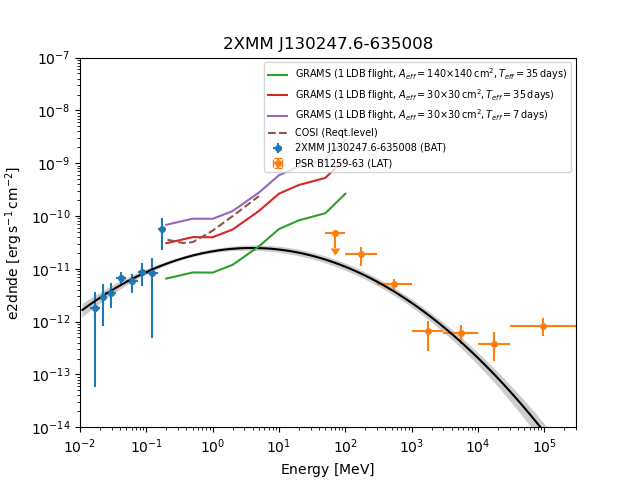 2XMM J130247.6-635008
GRAMS (1 LDB flight, A_eff = 140×140 cm², T_eff = 35 days)
GRAMS (1 LDB flight, A_eff = 30×30 cm², T_eff = 35 days)
GRAMS (1 LDB flight, A_eff = 30×30 cm², T_eff = 7 days)
COSI (Reqt.level)
2XMM J130247.6-635008 (BAT)
PSR B1259-63 (LAT)
e2dnde [erg s⁻¹ cm⁻²]
10⁻⁷
10⁻⁸
10⁻⁹
10⁻¹⁰
10⁻¹¹
10⁻¹²
10⁻¹³
10⁻¹⁴
10⁻² 10⁻¹ 10⁰ 10¹ 10² 10³ 10⁴ 10⁵
Energy [MeV]